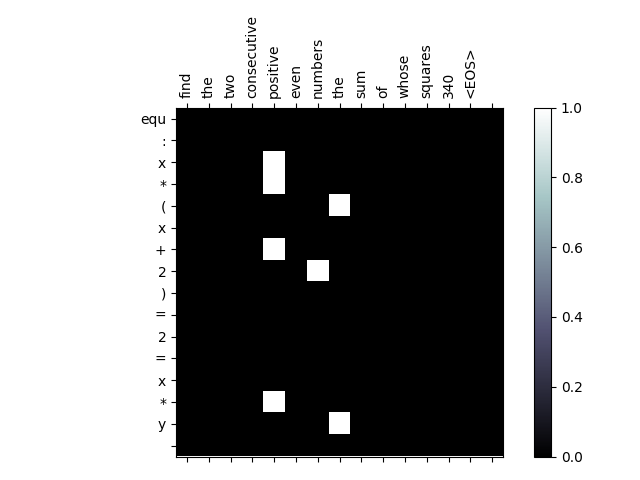 find the two consecutive positive even numbers the sum of whose squares 340 <EOS>
equ
:
x
*
(
x
+
2
)
=
2
=
x
*
y
1.0
0.8
0.6
0.4
0.2
0.0